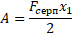 A = F_серп x_1 / 2